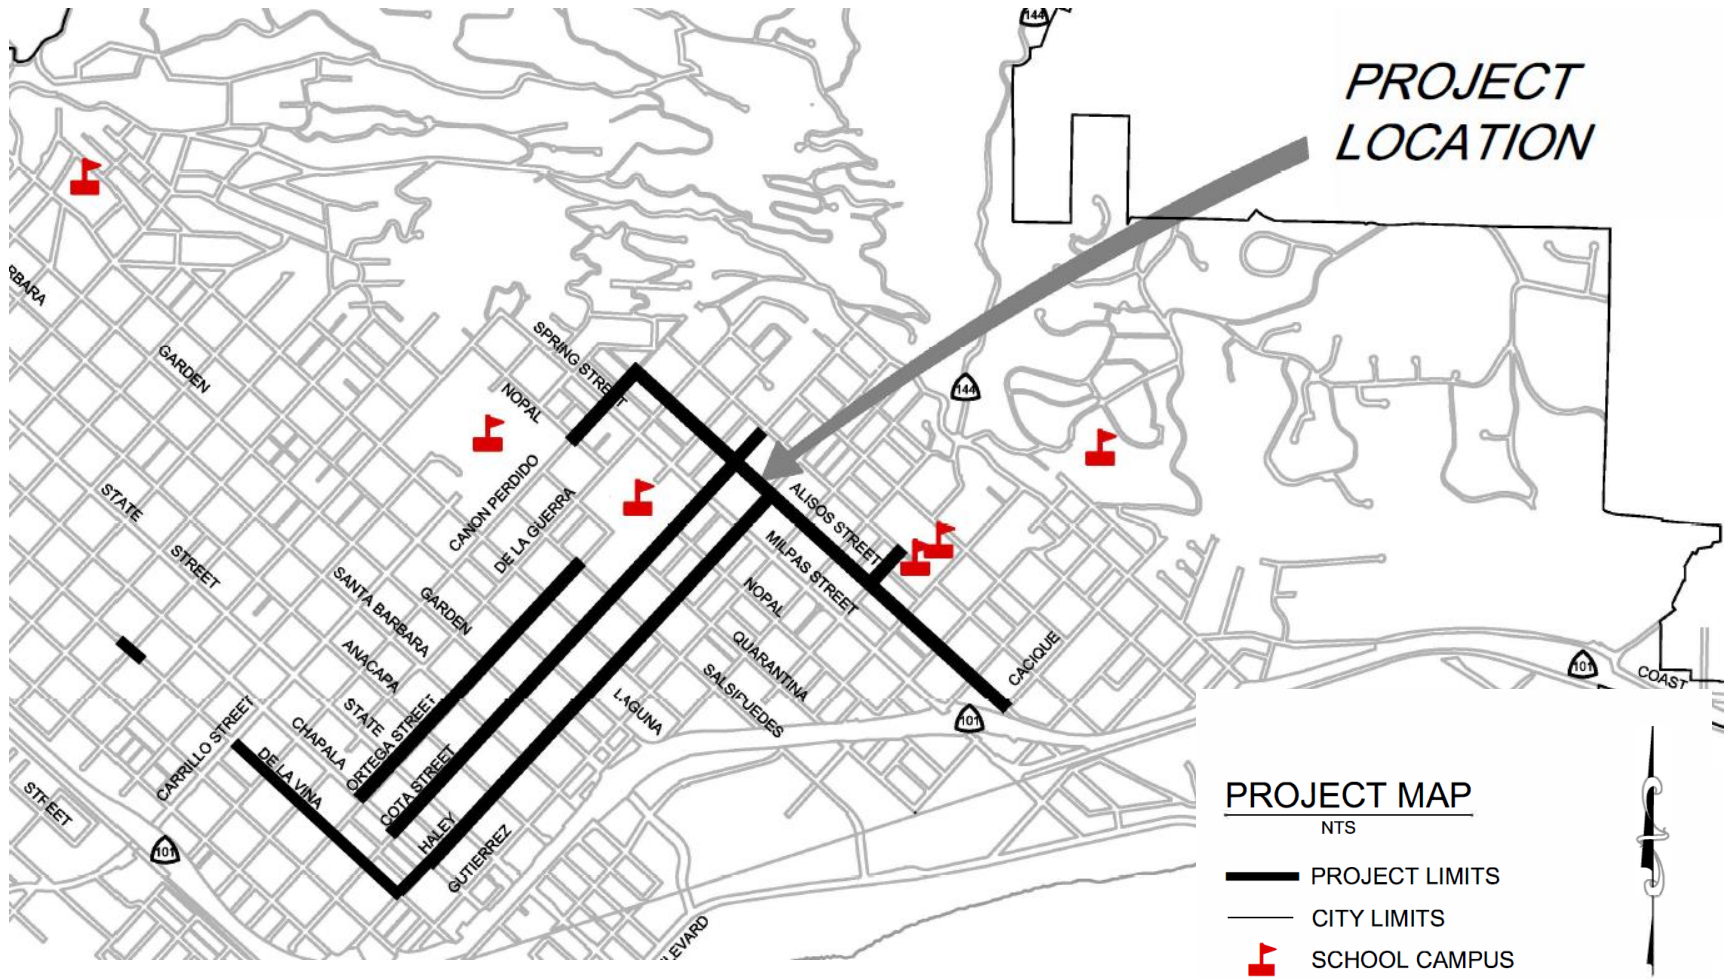 144
PROJECT
LOCATION
RBARA
GARDEN
SPRING STREET
NOPAL
144
STATE
STREET
CANON PERDIDO
DE LA GUERRA
ALISOS STREET
MILPAS STREET
SANTA BARBARA
GARDEN
NOPAL
ANACAPA
QUARANTINA
CACIQUE
STATE
SALSIPUEDES
LAGUNA
101
COAST
CARRILLO STREET
CHAPALA
ORTEGA STREET
101
DE LA VINA
COTA STREET
STREET
HALEY
GUTIERREZ
101
LEVARD
PROJECT MAP
NTS
PROJECT LIMITS
CITY LIMITS
SCHOOL CAMPUS